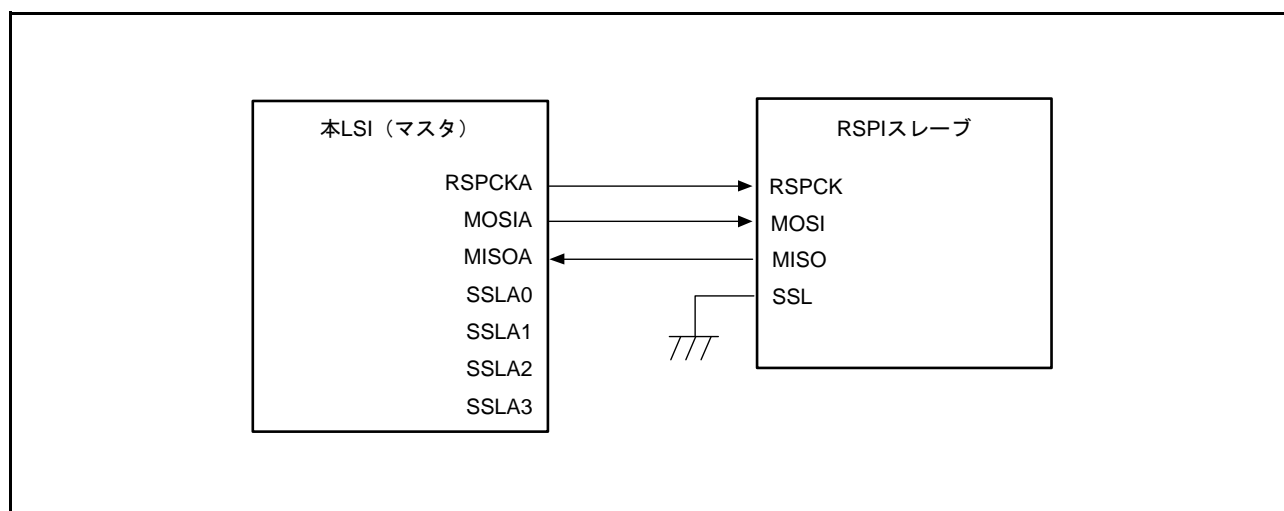 本LSI（マスタ）
RSPCKA
MOSIA
MISOA
SSLA0
SSLA1
SSLA2
SSLA3
RSPIスレーブ
RSPCK
MOSI
MISO
SSL